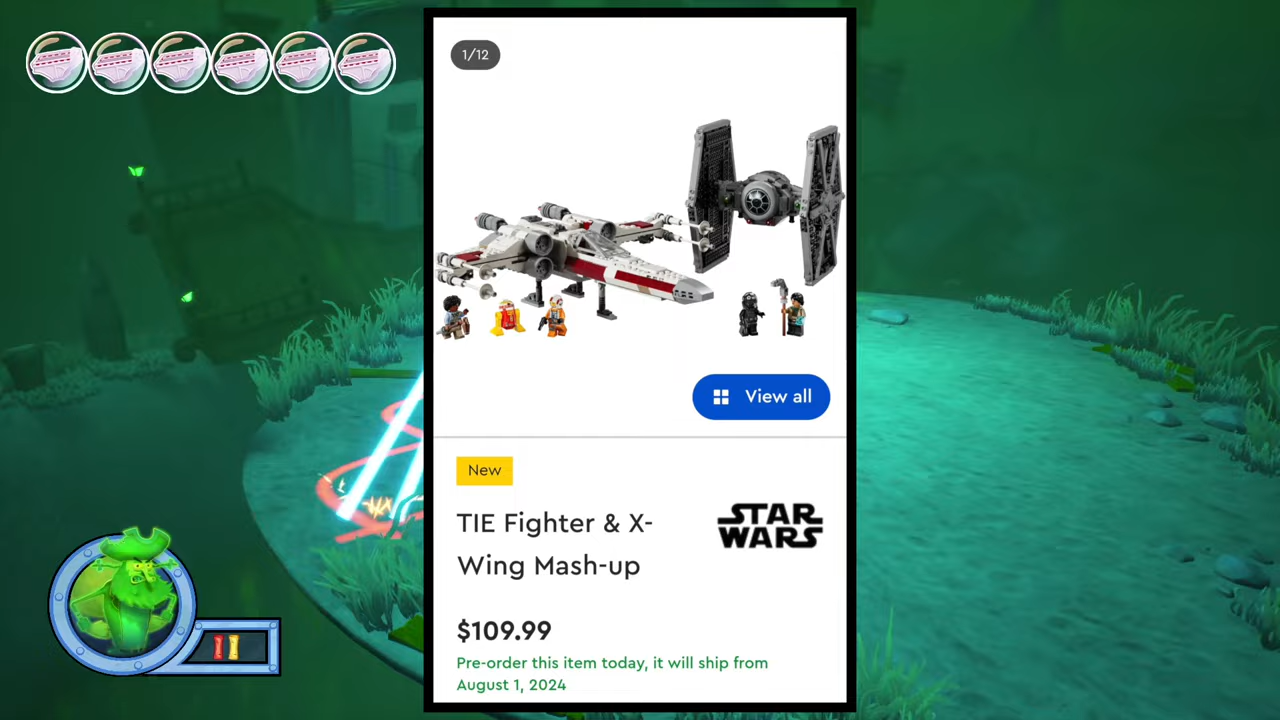 1/12
View all
New
TIE Fighter & X-
Wing Mash-up
STAR
WARS
$109.99
Pre-order this item today, it will ship from
August 1, 2024